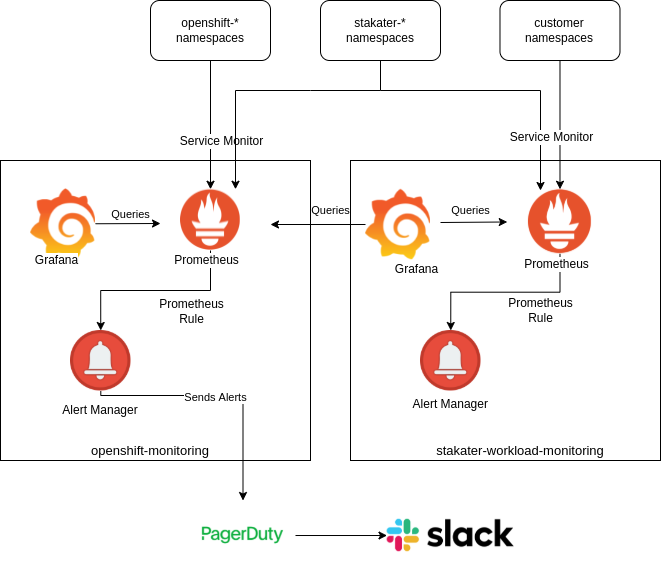 openshift-*
namespaces
stakater-*
namespaces
customer
namespaces
Service Monitor
Service Monitor
Queries
Grafana
Prometheus
Prometheus
Rule
Alert Manager
Sends Alerts
openshift-monitoring
Queries
Queries
Grafana
Prometheus
Prometheus
Rule
Alert Manager
stakater-workload-monitoring
PagerDuty
slack